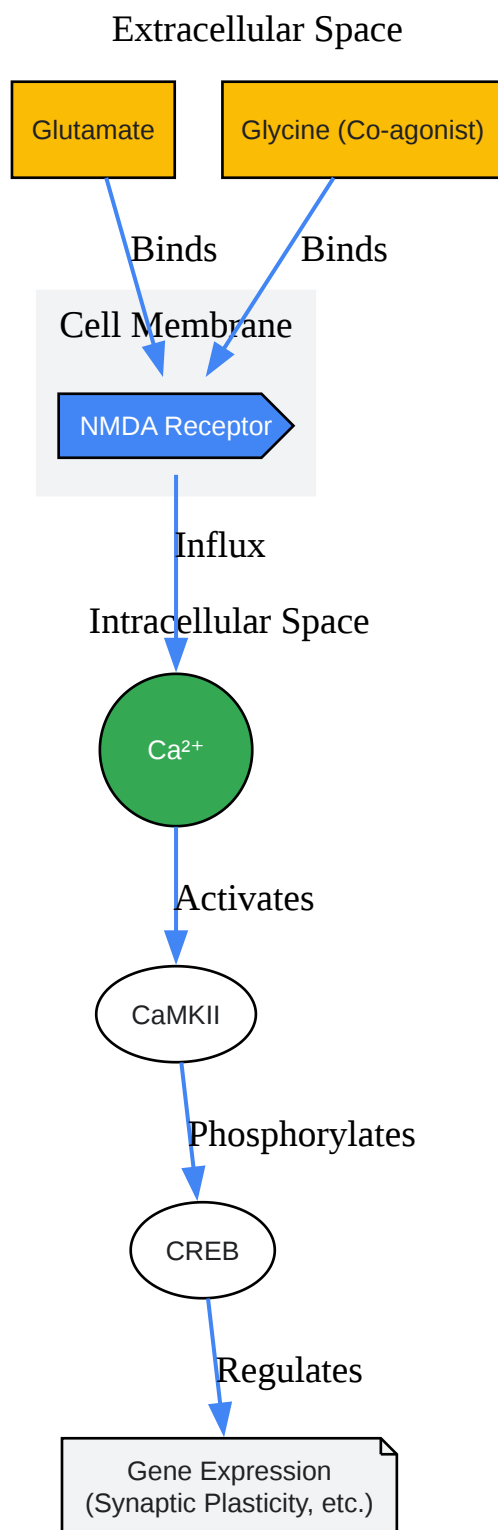 Extracellular Space
Glutamate
Glycine (Co-agonist)
Binds
Binds
Cell Membrane
NMDA Receptor
Influx
Intracellular Space
Ca²⁺
Activates
CaMKII
Phosphorylates
CREB
Regulates
Gene Expression
(Synaptic Plasticity, etc.)